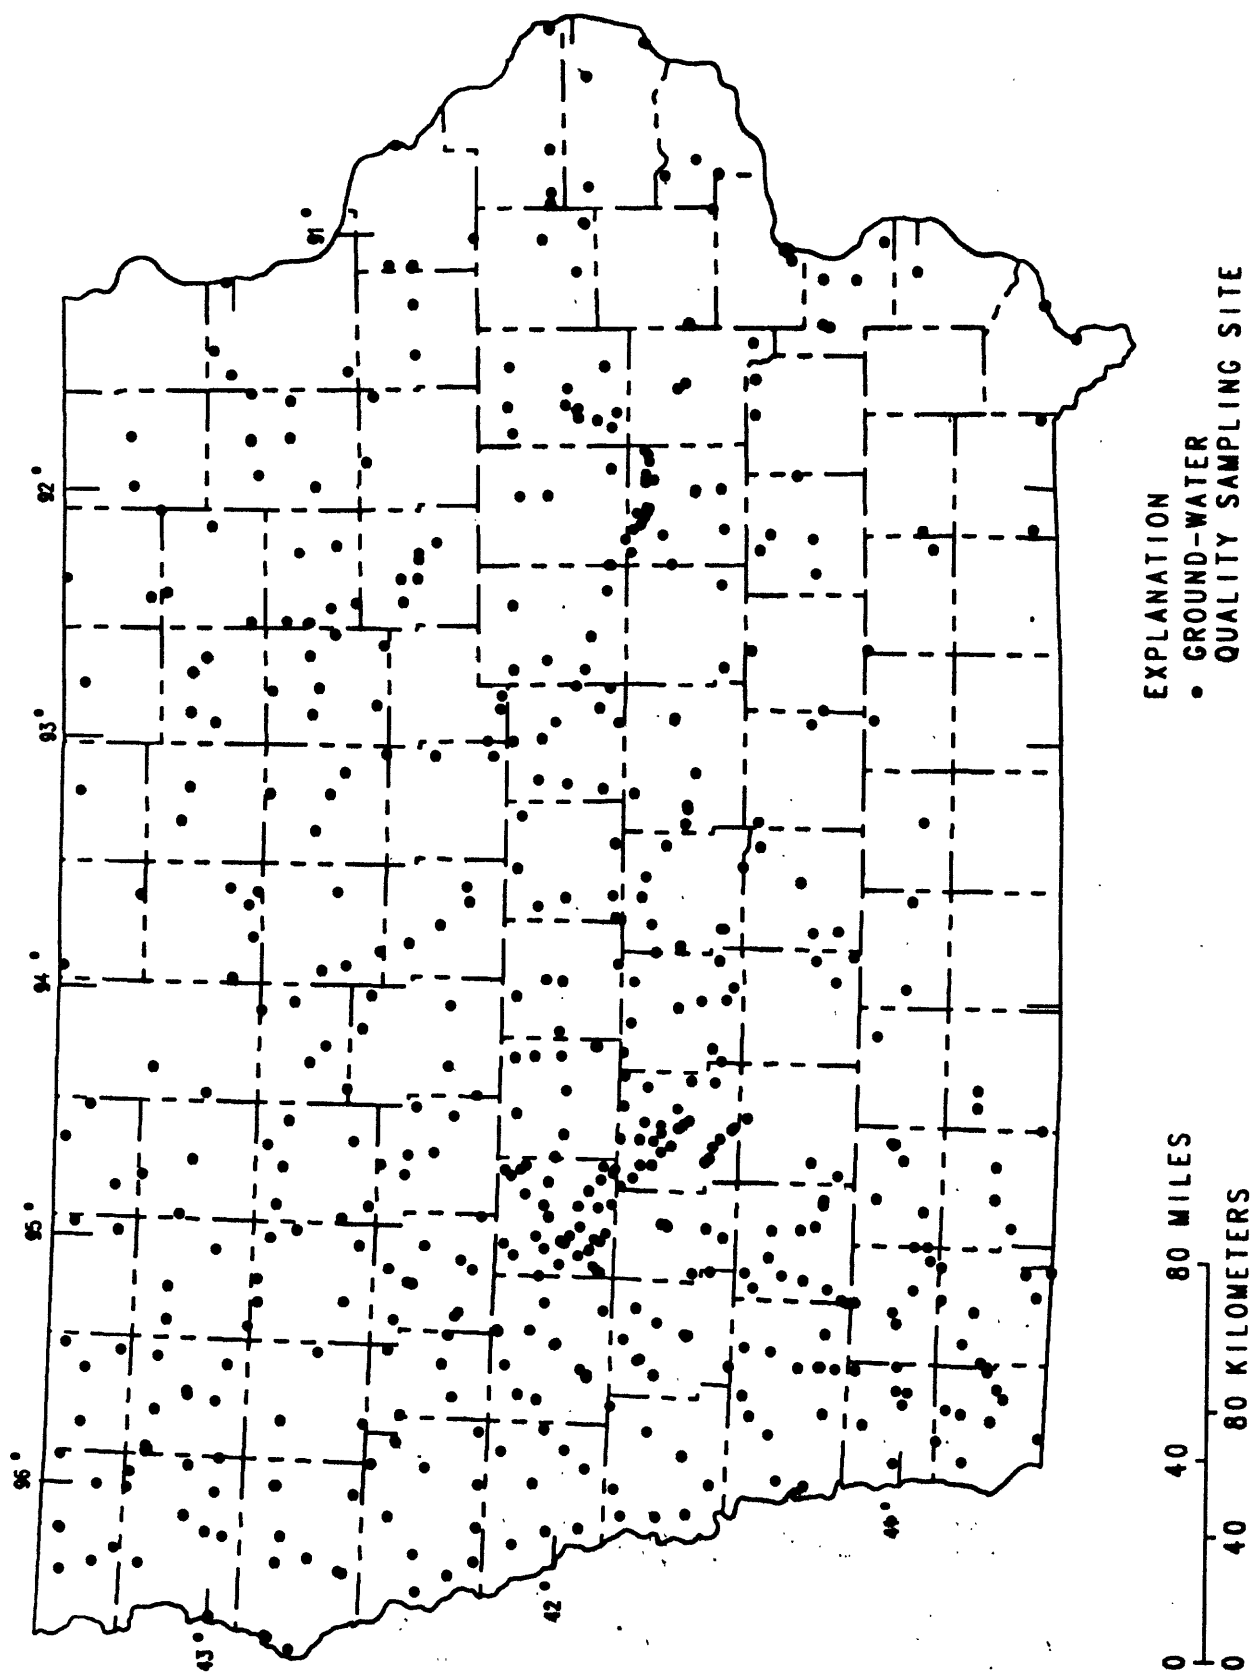 96°
95°
94°
93°
92°
91°
43°
42°
EXPLANATION
• GROUND-WATER
QUALITY SAMPLING SITE
0 40 80 MILES
0 40 80 KILOMETERS